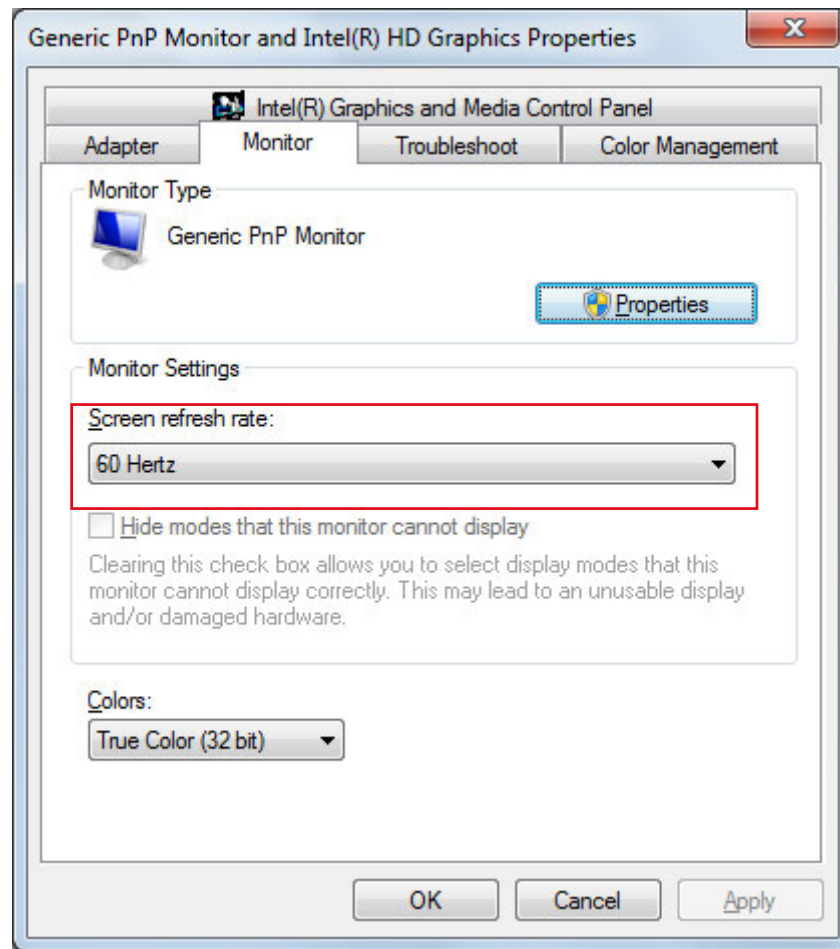 Generic PnP Monitor and Intel(R) HD Graphics Properties
Intel(R) Graphics and Media Control Panel
Adapter Monitor Troubleshoot Color Management
Monitor Type
Generic PnP Monitor
Properties
Monitor Settings
Screen refresh rate:
60 Hertz
Hide modes that this monitor cannot display
Clearing this check box allows you to select display modes that this
monitor cannot display correctly. This may lead to an unusable display
and/or damaged hardware.
Colors:
True Color (32 bit)
OK Cancel Apply